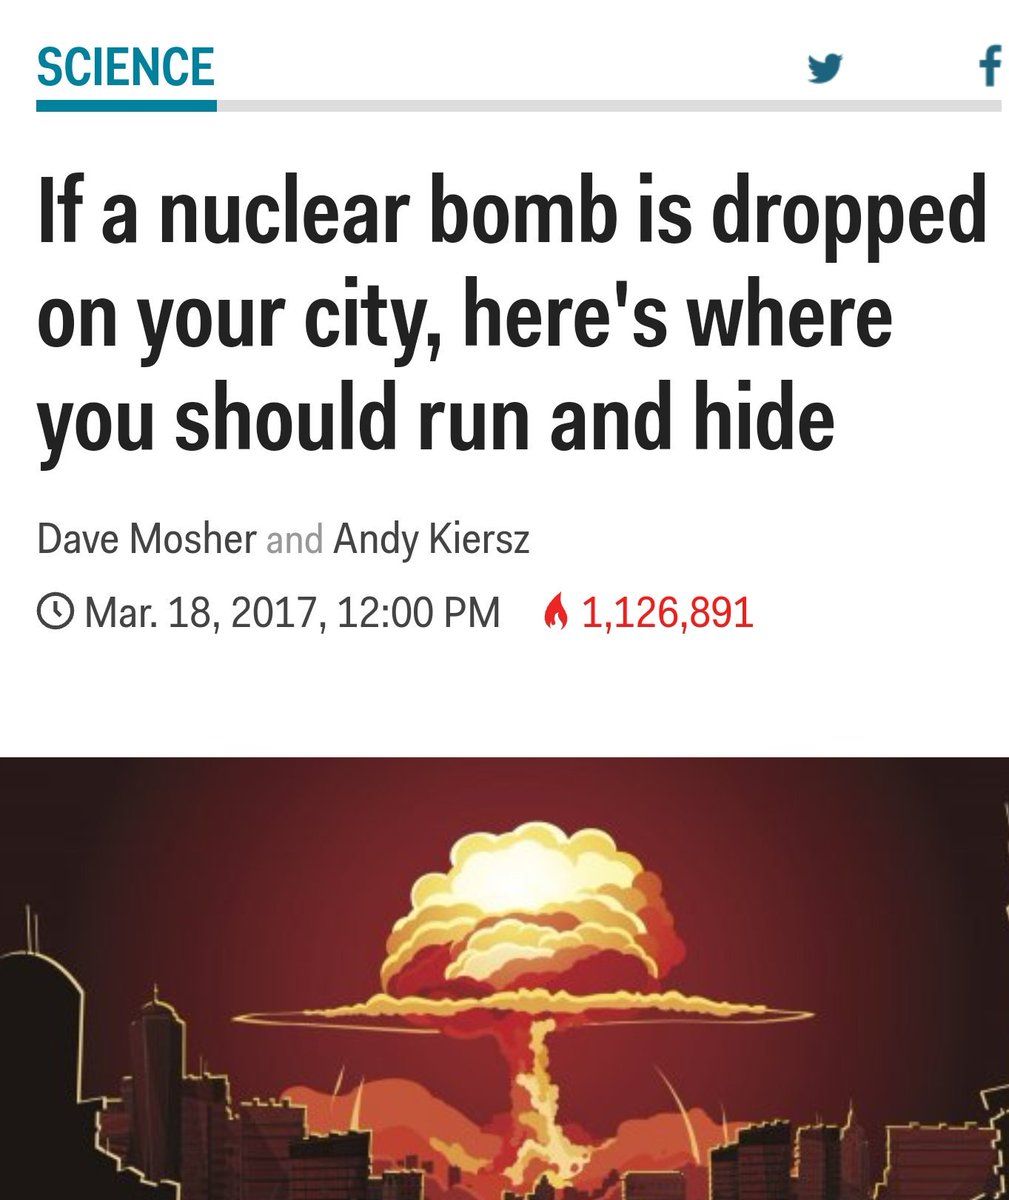 SCIENCE
If a nuclear bomb is dropped
on your city, here's where
you should run and hide
Dave Mosher and Andy Kiersz
Mar. 18, 2017, 12:00 PM 1,126,891